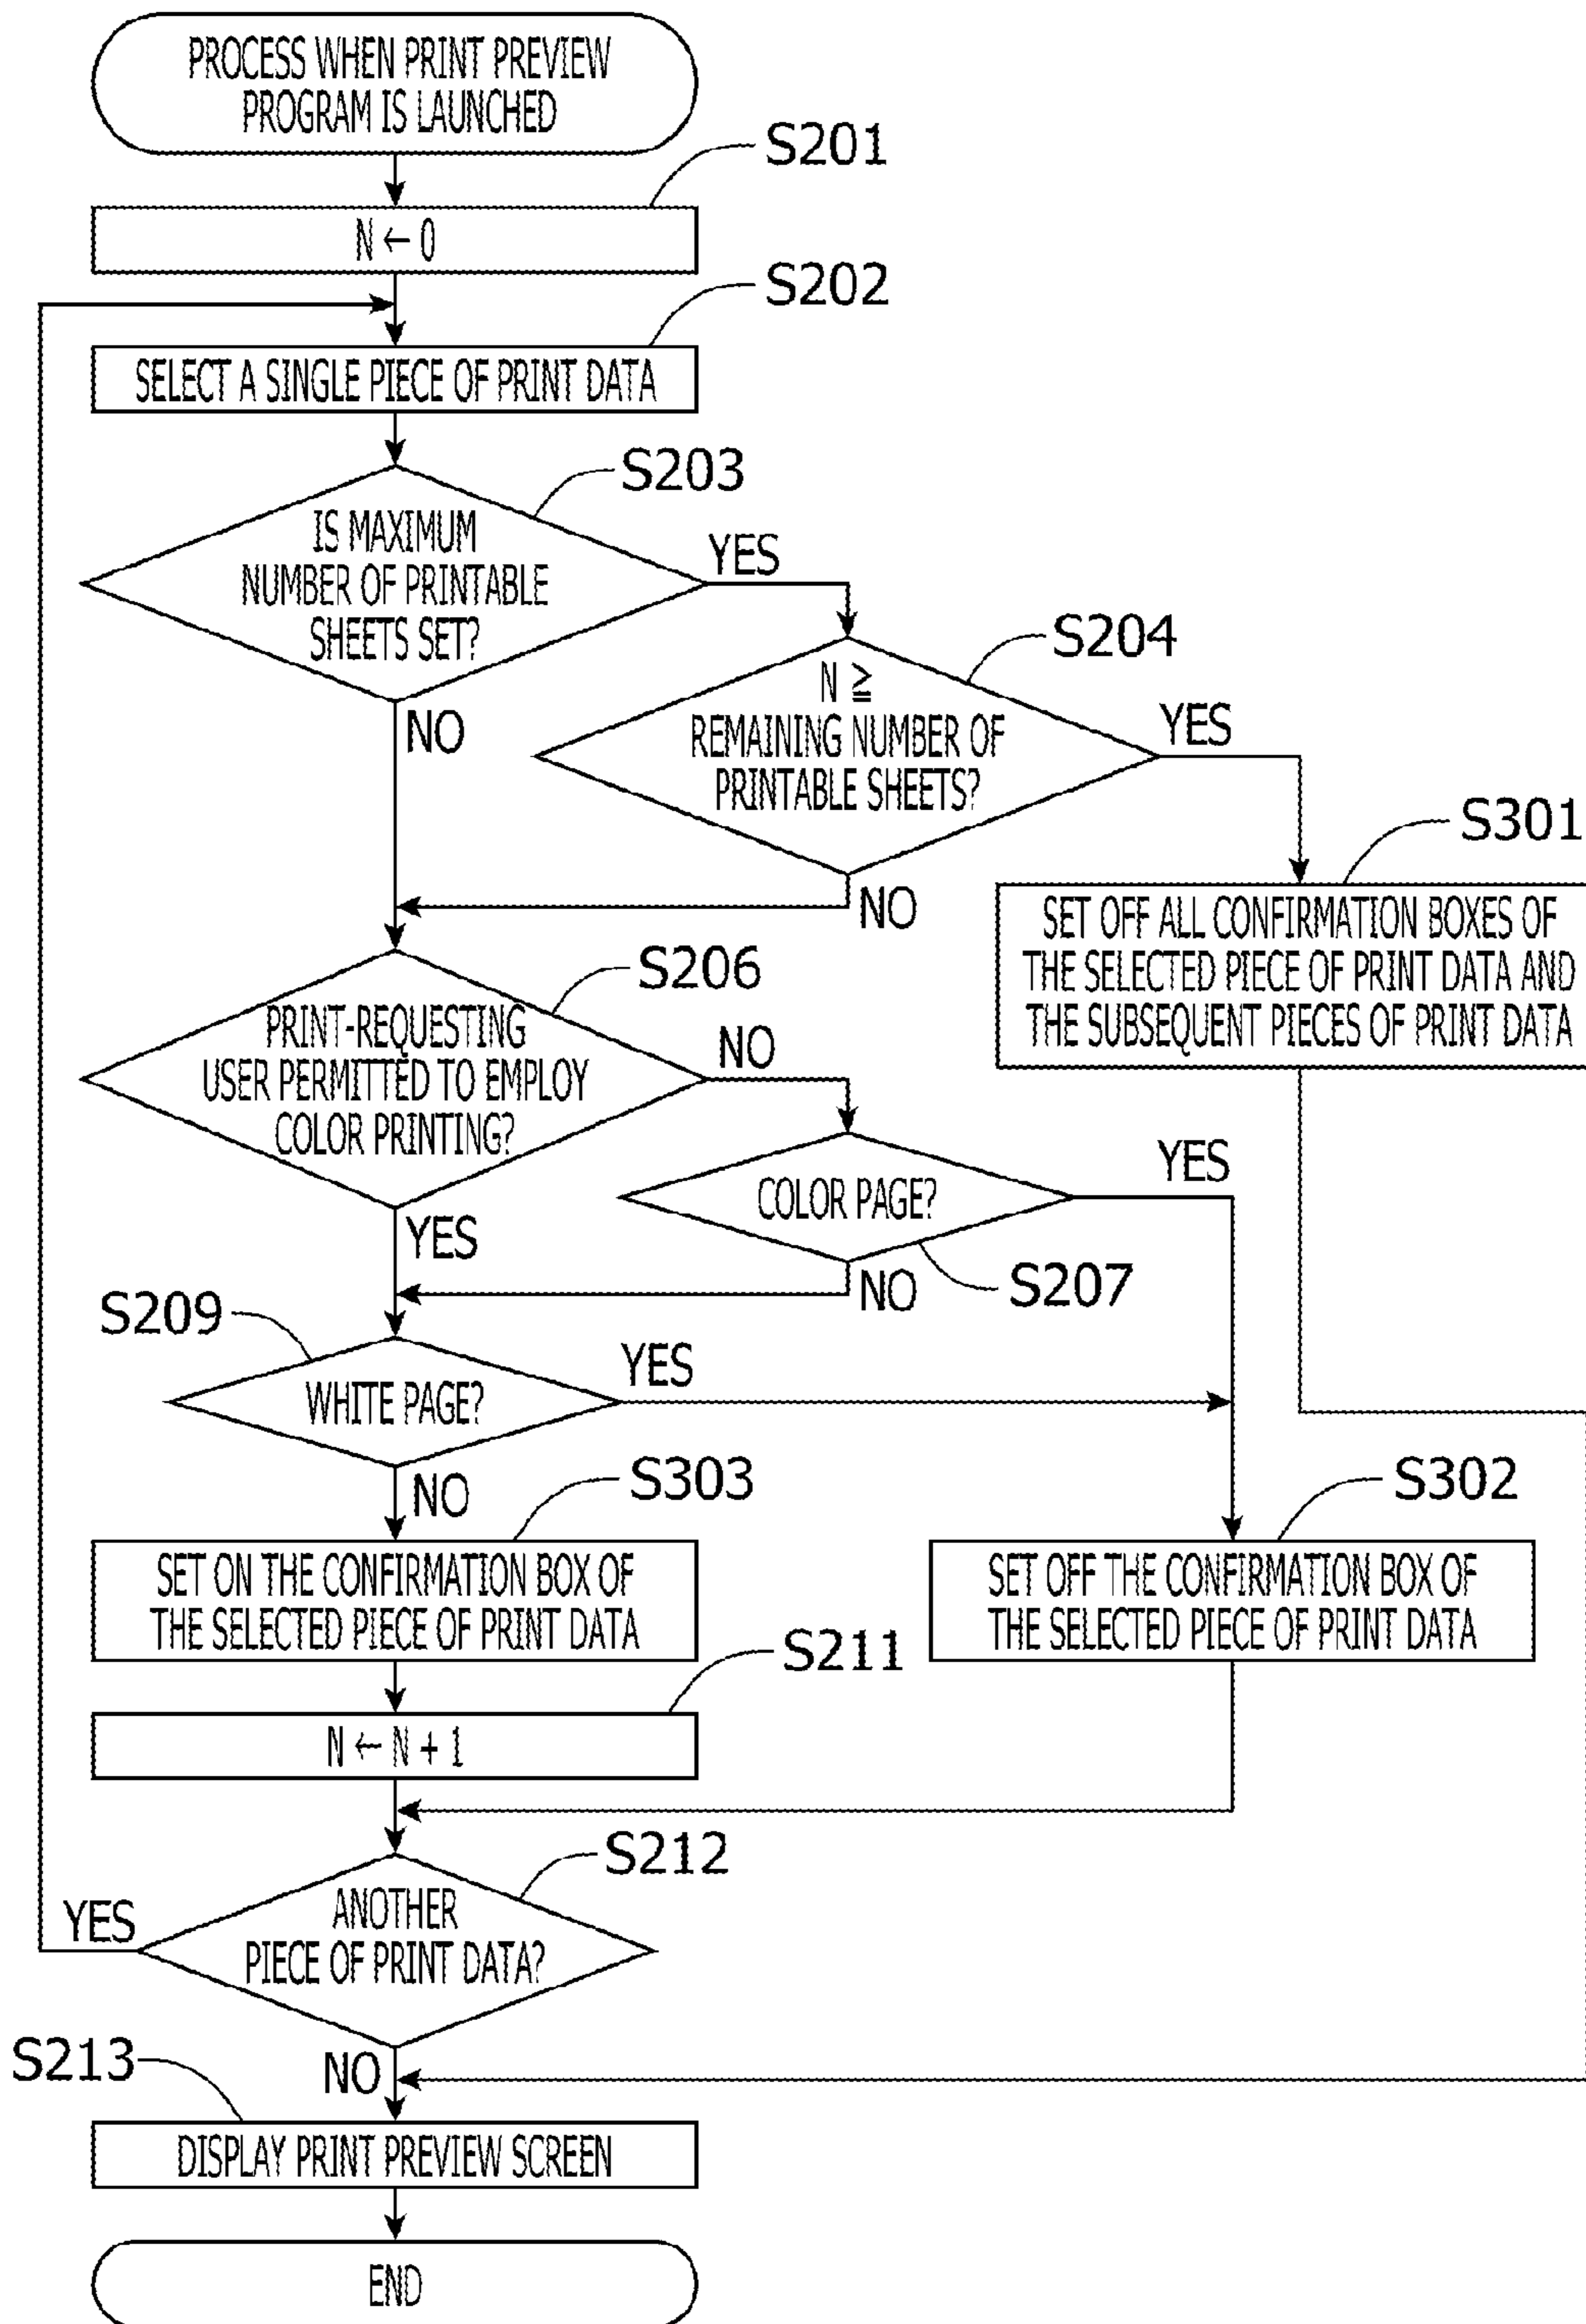 PROCESS WHEN PRINT PREVIEW
PROGRAM IS LAUNCHED
S201
N ← 0
S202
SELECT A SINGLE PIECE OF PRINT DATA
S203
IS MAXIMUM
NUMBER OF PRINTABLE
SHEETS SET?
YES
NO
S204
N ≧
REMAINING NUMBER OF
PRINTABLE SHEETS?
YES
NO
S301
SET OFF ALL CONFIRMATION BOXES OF
THE SELECTED PIECE OF PRINT DATA AND
THE SUBSEQUENT PIECES OF PRINT DATA
S206
PRINT-REQUESTING
USER PERMITTED TO EMPLOY
COLOR PRINTING?
NO
YES
COLOR PAGE?
YES
NO
S207
S209
WHITE PAGE?
YES
NO
S303
SET ON THE CONFIRMATION BOX OF
THE SELECTED PIECE OF PRINT DATA
S302
SET OFF THE CONFIRMATION BOX OF
THE SELECTED PIECE OF PRINT DATA
S211
N ← N + 1
S212
ANOTHER
PIECE OF PRINT DATA?
YES
NO
S213
DISPLAY PRINT PREVIEW SCREEN
END